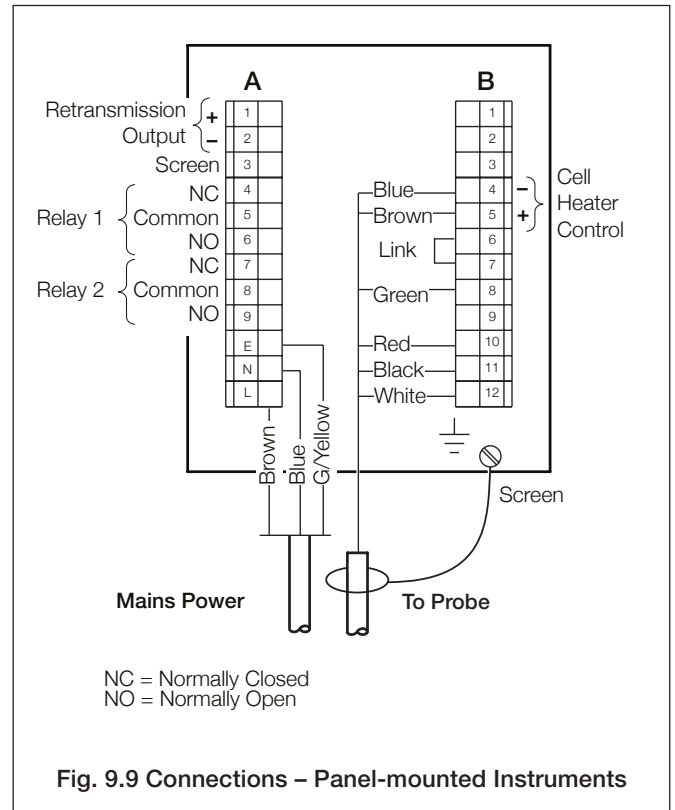 A
B
Retransmission Output
+
–
Screen
Relay 1
NC
Common
NO
Relay 2
NC
Common
NO
1
2
3
4
5
6
7
8
9
E
N
L
Brown
Blue
G/Yellow
Mains Power
Blue
Brown
Link
Green
Red
Black
White
1
2
3
4
5
6
7
8
9
10
11
12
–
+
Cell
Heater
Control
Screen
To Probe
NC = Normally Closed
NO = Normally Open
Fig. 9.9 Connections – Panel-mounted Instruments